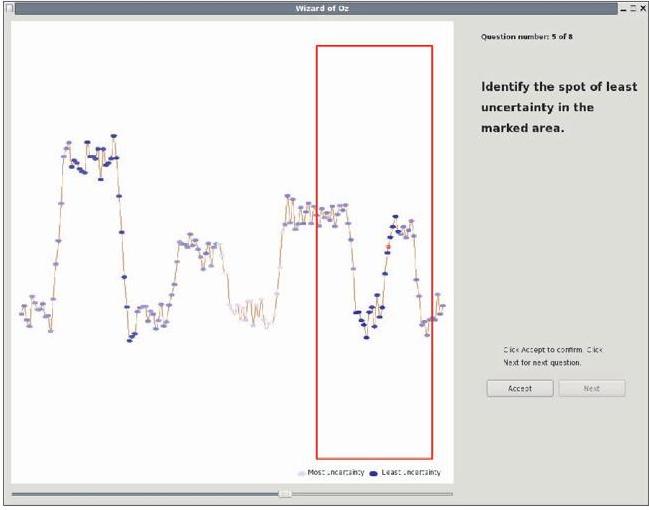 Wizard of Oz
Question number: 5 of 8
Identify the spot of least
uncertainty in the
marked area.
Click Accept to confirm. Click
Next for next question.
Accept
Next
Most uncertainty
Least uncertainty